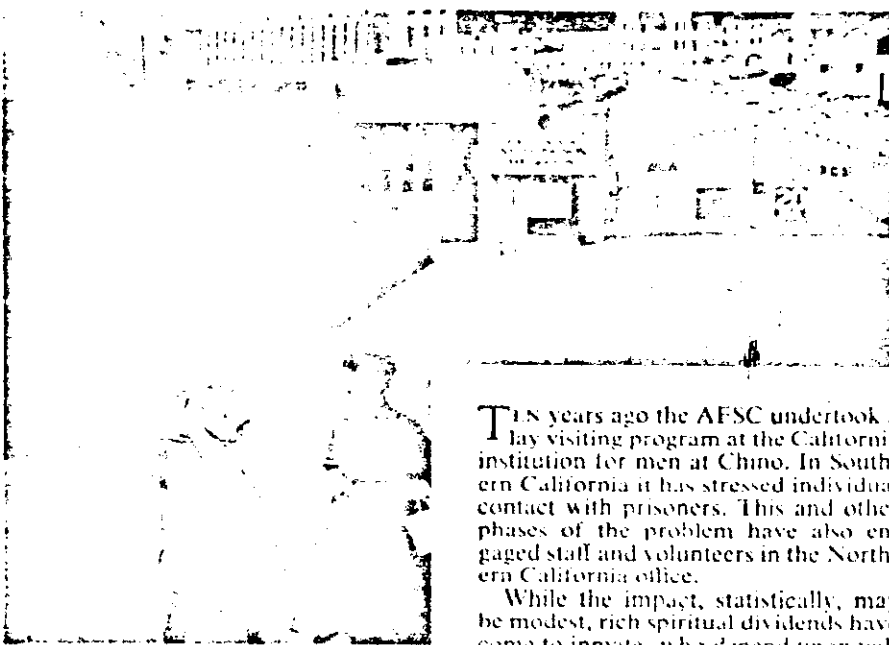 TEN years ago the AFSC undertook
lay visiting program at the California
institution for men at Chino. In South-
ern California it has stressed individual
contact with prisoners. This and other
phases of the problem have also en-
gaged staff and volunteers in the North-
ern California office.
While the impact, statistically, may
be modest, rich spiritual dividends have
come to